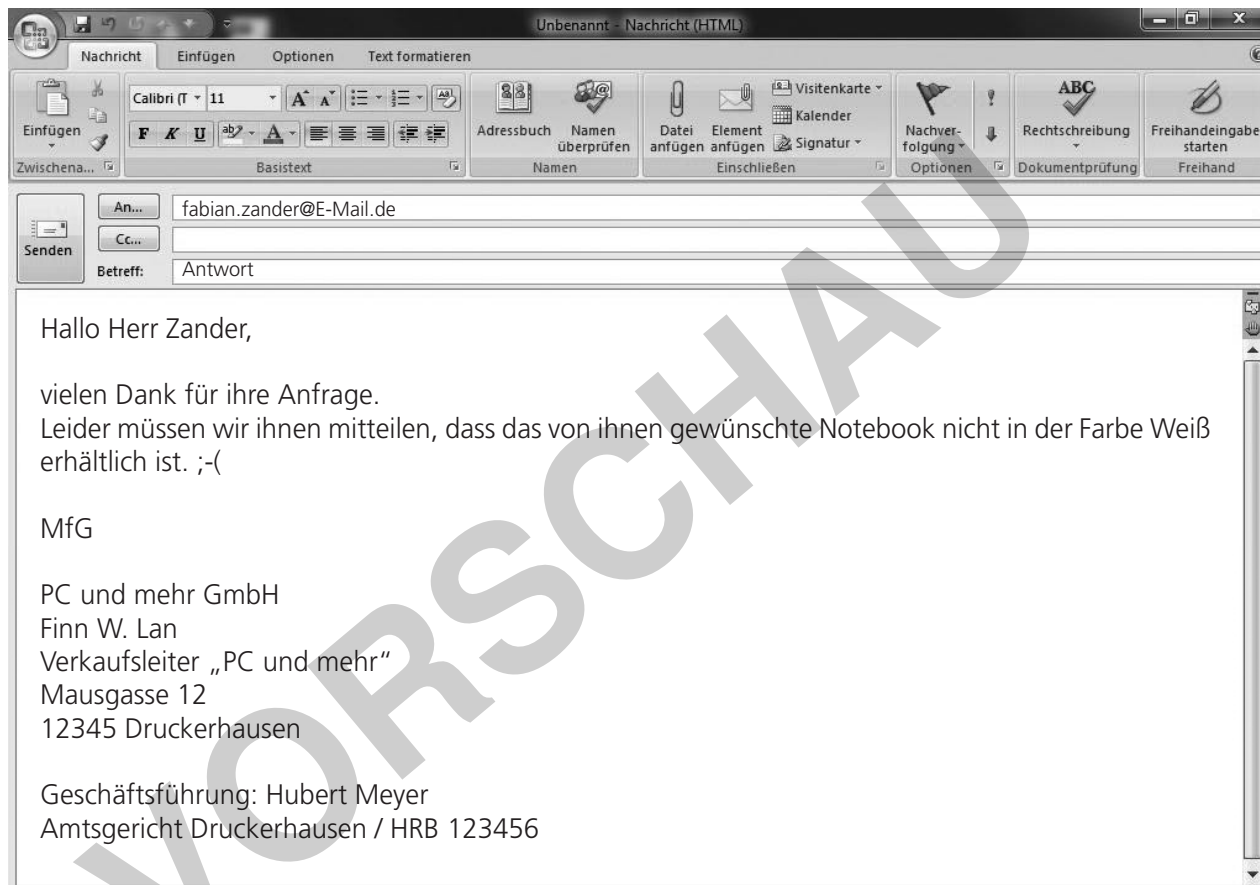 Unbenannt - Nachricht (HTML)
Nachricht Einfügen Optionen Text formatieren
Einfügen
Zwischena...
Calibri (T 11
F K U
Basistext
Adressbuch
Namen überprüfen
Namen
Datei anfügen
Element anfügen
Visitenkarte
Kalender
Signatur
Einschließen
Nachver-
folgung
Optionen
ABC
Rechtschreibung
Dokumentprüfung
Freihandeingabe
starten
Freihand
Senden
An... fabian.zander@E-Mail.de
Cc...
Betreff: Antwort
Hallo Herr Zander,
vielen Dank für ihre Anfrage.
Leider müssen wir ihnen mitteilen, dass das von ihnen gewünschte Notebook nicht in der Farbe Weiß
erhältlich ist. ;-(
MfG
PC und mehr GmbH
Finn W. Lan
Verkaufsleiter „PC und mehr“
Mausgasse 12
12345 Druckerhausen
Geschäftsführung: Hubert Meyer
Amtsgericht Druckerhausen / HRB 123456
VORSCHAU